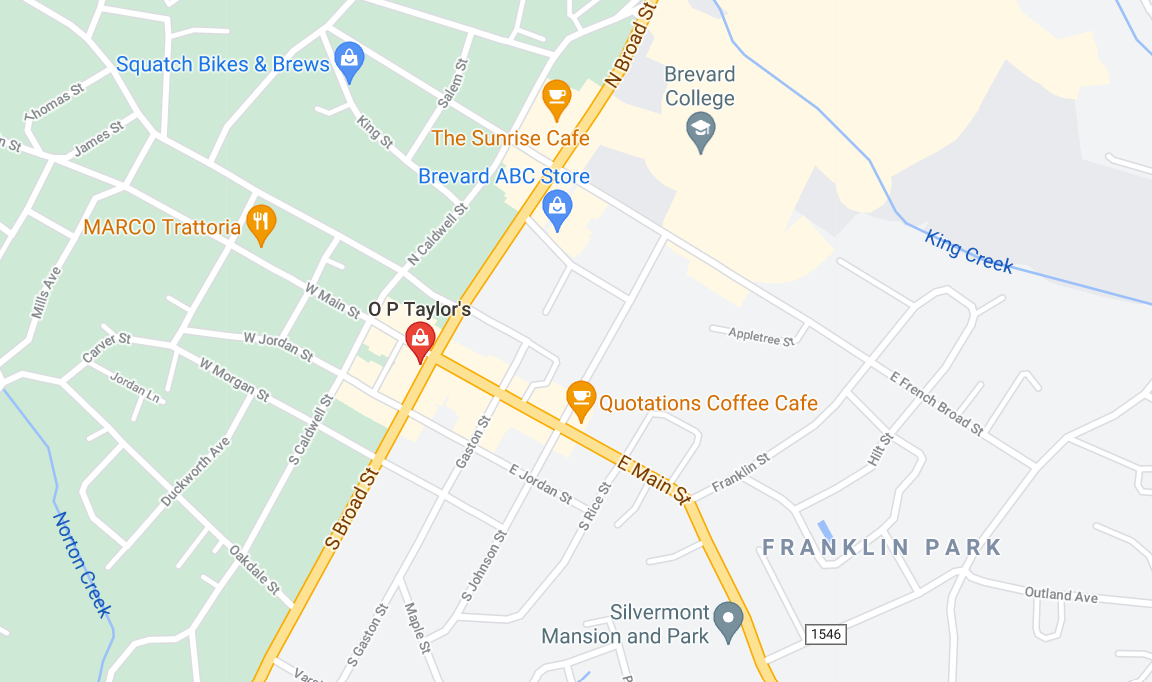 N Broad St
Squatch Bikes & Brews
Salem St
Brevard
College
Thomas St
The Sunrise Cafe
James St
King St
n St
Brevard ABC Store
MARCO Trattoria
N Caldwell St
King Creek
Mills Ave
W Main St
O P Taylor's
Appletree St
Carver St
W Jordan St
W Morgan St
Jordan Ln
E French Broad St
Quotations Coffee Cafe
S Caldwell St
Gaston St
Duckworth Ave
E Jordan St
E Main St
Franklin St
Hilt St
S Broad St
S Rice St
Norton Creek
FRANKLIN PARK
Oakdale St
S Johnson St
Outland Ave
Silvermont
Mansion and Park
1546
S Gaston St
Maple St